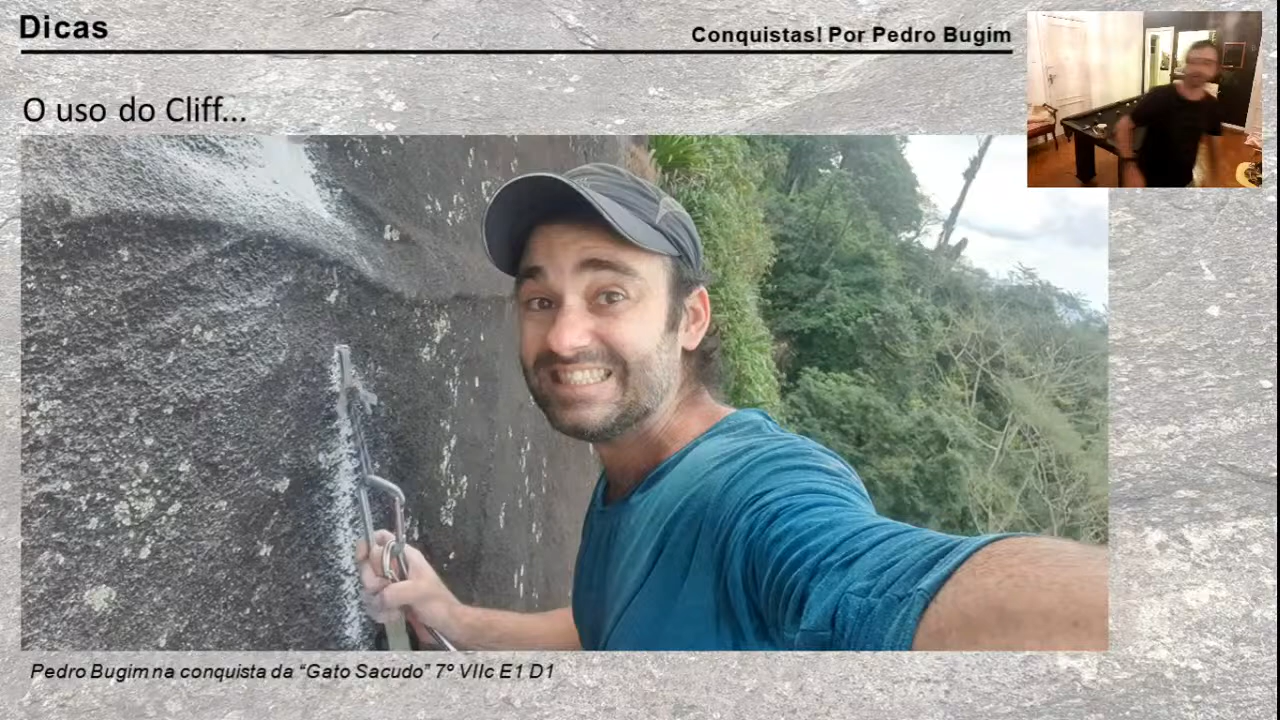 Dicas
Conquistas! Por Pedro Bugim
O uso do Cliff...
Pedro Bugim na conquista da “Gato Sacudo” 7º VIIc E1 D1